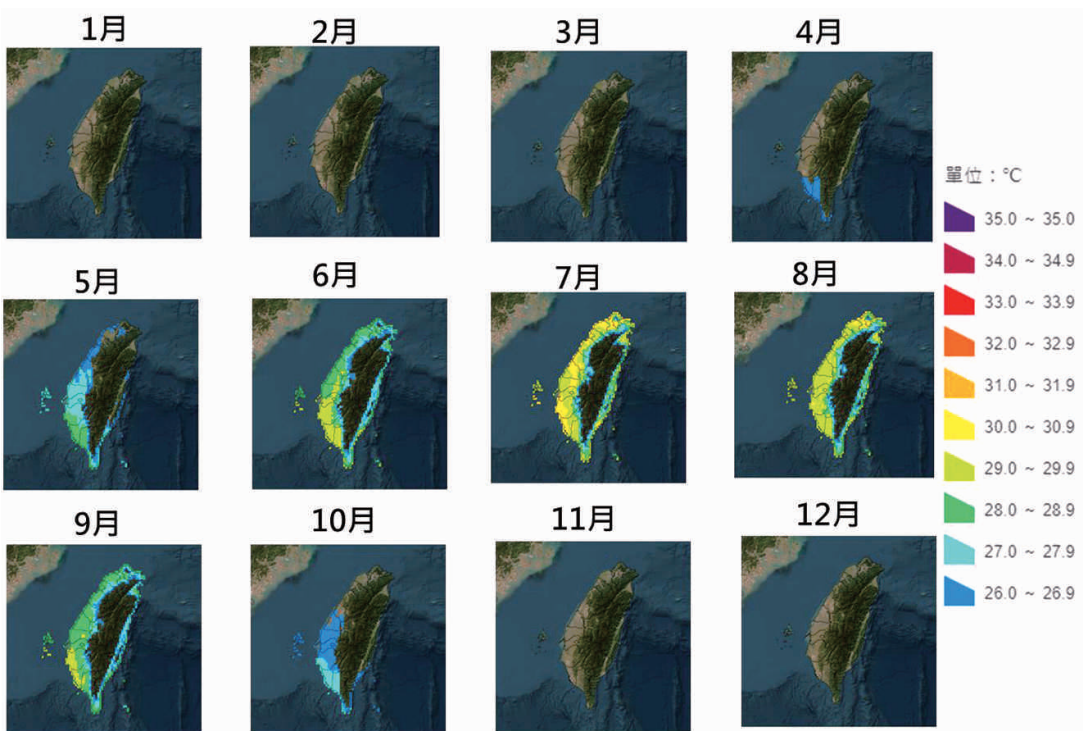 1月
2月
3月
4月
5月
6月
7月
8月
9月
10月
11月
12月
單位：℃
35.0 ~ 35.0
34.0 ~ 34.9
33.0 ~ 33.9
32.0 ~ 32.9
31.0 ~ 31.9
30.0 ~ 30.9
29.0 ~ 29.9
28.0 ~ 28.9
27.0 ~ 27.9
26.0 ~ 26.9